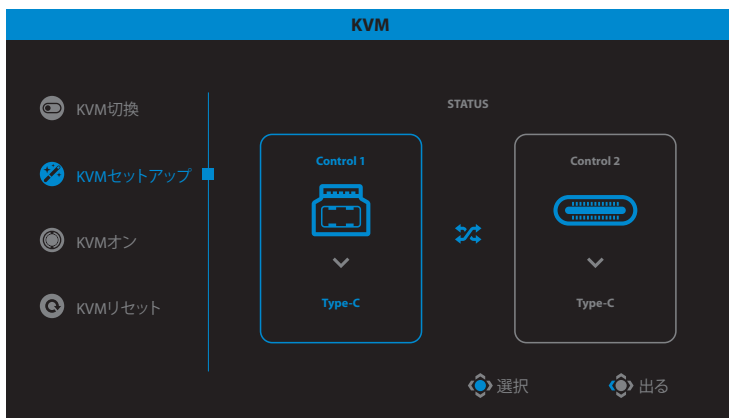 KVM
KVM切換
KVMセットアップ
KVMオン
KVMリセット
STATUS
Control 1
Type-C
Control 2
Type-C
選択
出る